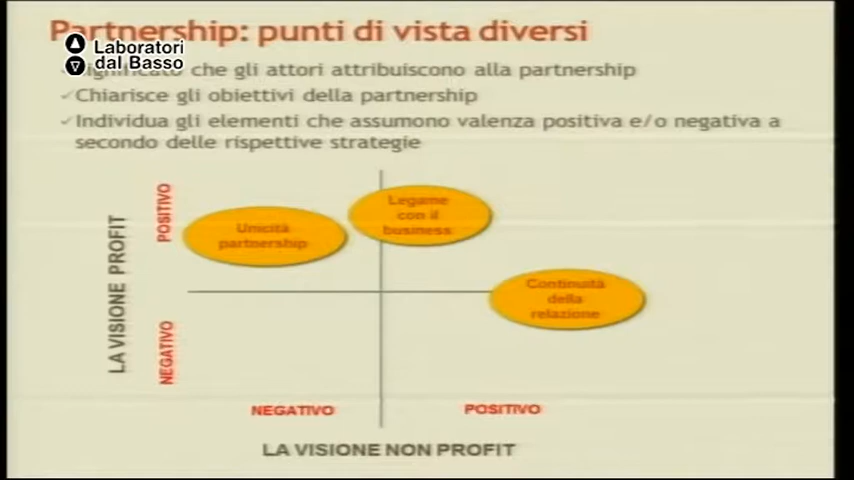 Partnership: punti di vista diversi
Laboratori
dal Basso
che gli attori attribuiscono alla partnership
Chiarisce gli obiettivi della partnership
Individua gli elementi che assumono valenza positiva e/o negativa a
secondo delle rispettive strategie
LA VISIONE PROFIT
POSITIVO
NEGATIVO
Unicità
partnership
Legame
con il
business
Continuità
della
relazione
NEGATIVO
POSITIVO
LA VISIONE NON PROFIT